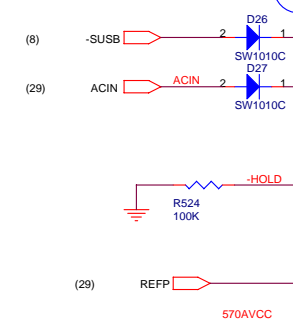 D26
(8) -SUSB 2 1
SW1010C
D27
(29) ACIN ACIN 2 1
SW1010C
-HOLD
R524
100K
(29) REFP
570AVCC